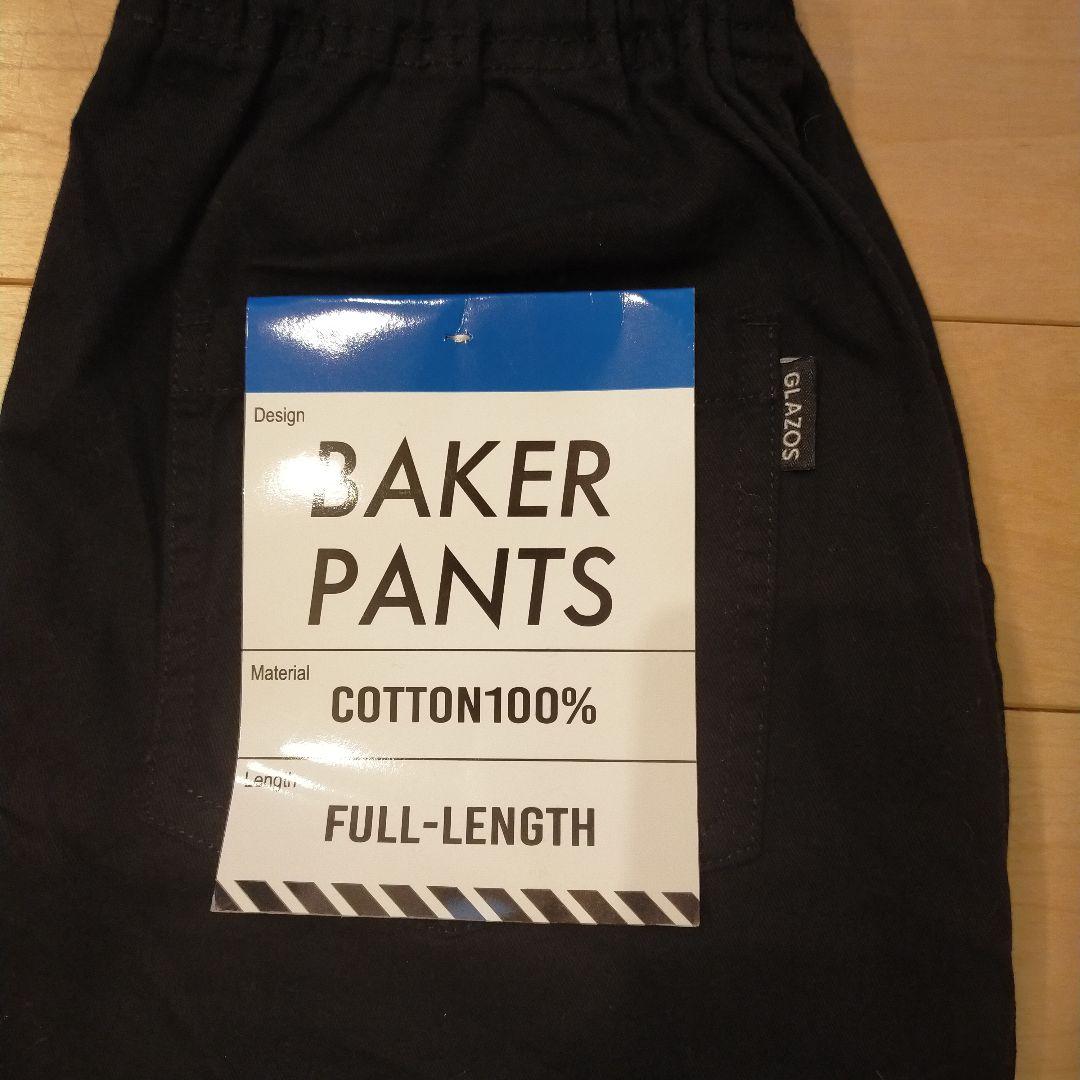 Design
BAKER
PANTS
Material
COTTON100%
Length
FULL-LENGTH
GLAZOS